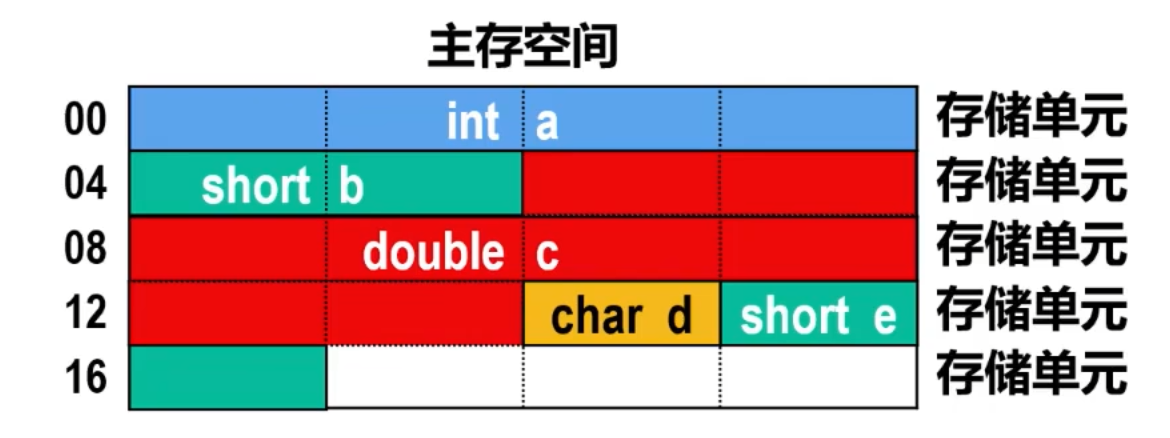 主存空间
00 int a 存储单元
04 short b 存储单元
08 double c 存储单元
12 char d short e 存储单元
16 存储单元